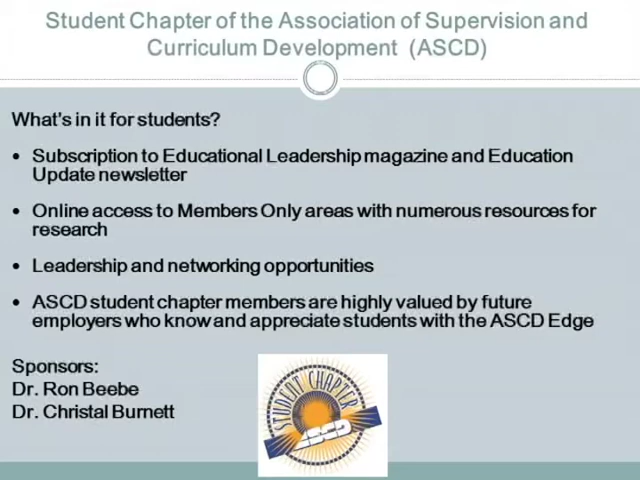 Student Chapter of the Association of Supervision and
Curriculum Development (ASCD)
What's in it for students?
• Subscription to Educational Leadership magazine and Education
Update newsletter
• Online access to Members Only areas with numerous resources for
research
• Leadership and networking opportunities
• ASCD student chapter members are highly valued by future
employers who know and appreciate students with the ASCD Edge
Sponsors:
Dr. Ron Beebe
Dr. Christal Burnett
STUDENT CHAPTER
ASCD